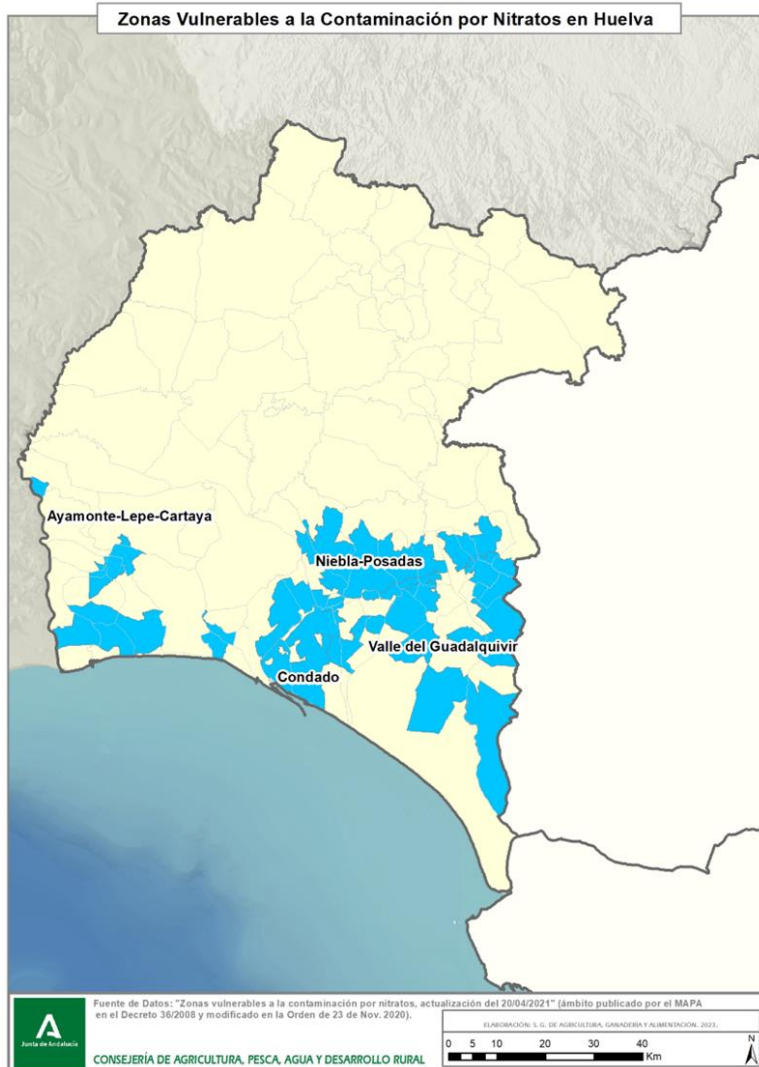 Zonas Vulnerables a la Contaminación por Nitratos en Huelva
Ayamonte-Lepe-Cartaya
Niebla-Posadas
Valle del Guadalquivir
Condado
Fuente de Datos: "Zonas vulnerables a la contaminación por nitratos, actualización del 20/04/2021" (ámbito publicado por el MAPA
en el Decreto 36/2008 y modificado en la Orden de 23 de Nov. 2020).
ELABORACIÓN: S. G. DE AGRICULTURA, GANADERÍA Y ALIMENTACIÓN. 2023.
A
Junta de Andalucía
CONSEJERÍA DE AGRICULTURA, PESCA, AGUA Y DESARROLLO RURAL
0 5 10 20 30 40
Km
N